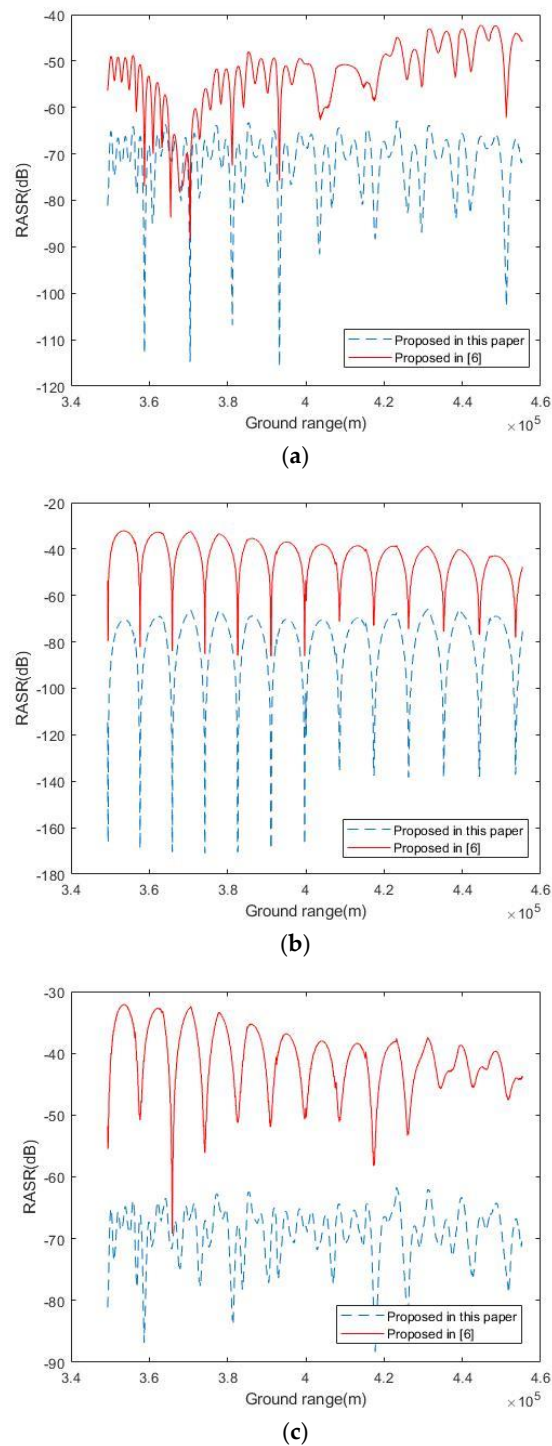 -40
-50
-60
-70
-80
-90
-100
-110
-120
RASR(dB)
Proposed in this paper
Proposed in [6]
3.4 3.6 3.8 4 4.2 4.4 4.6
Ground range(m)
× 10^5
(a)
-20
-40
-60
-80
-100
-120
-140
-160
-180
RASR(dB)
Proposed in this paper
Proposed in [6]
3.4 3.6 3.8 4 4.2 4.4 4.6
Ground range(m)
× 10^5
(b)
-30
-40
-50
-60
-70
-80
-90
RASR(dB)
Proposed in this paper
Proposed in [6]
3.4 3.6 3.8 4 4.2 4.4 4.6
Ground range(m)
× 10^5
(c)